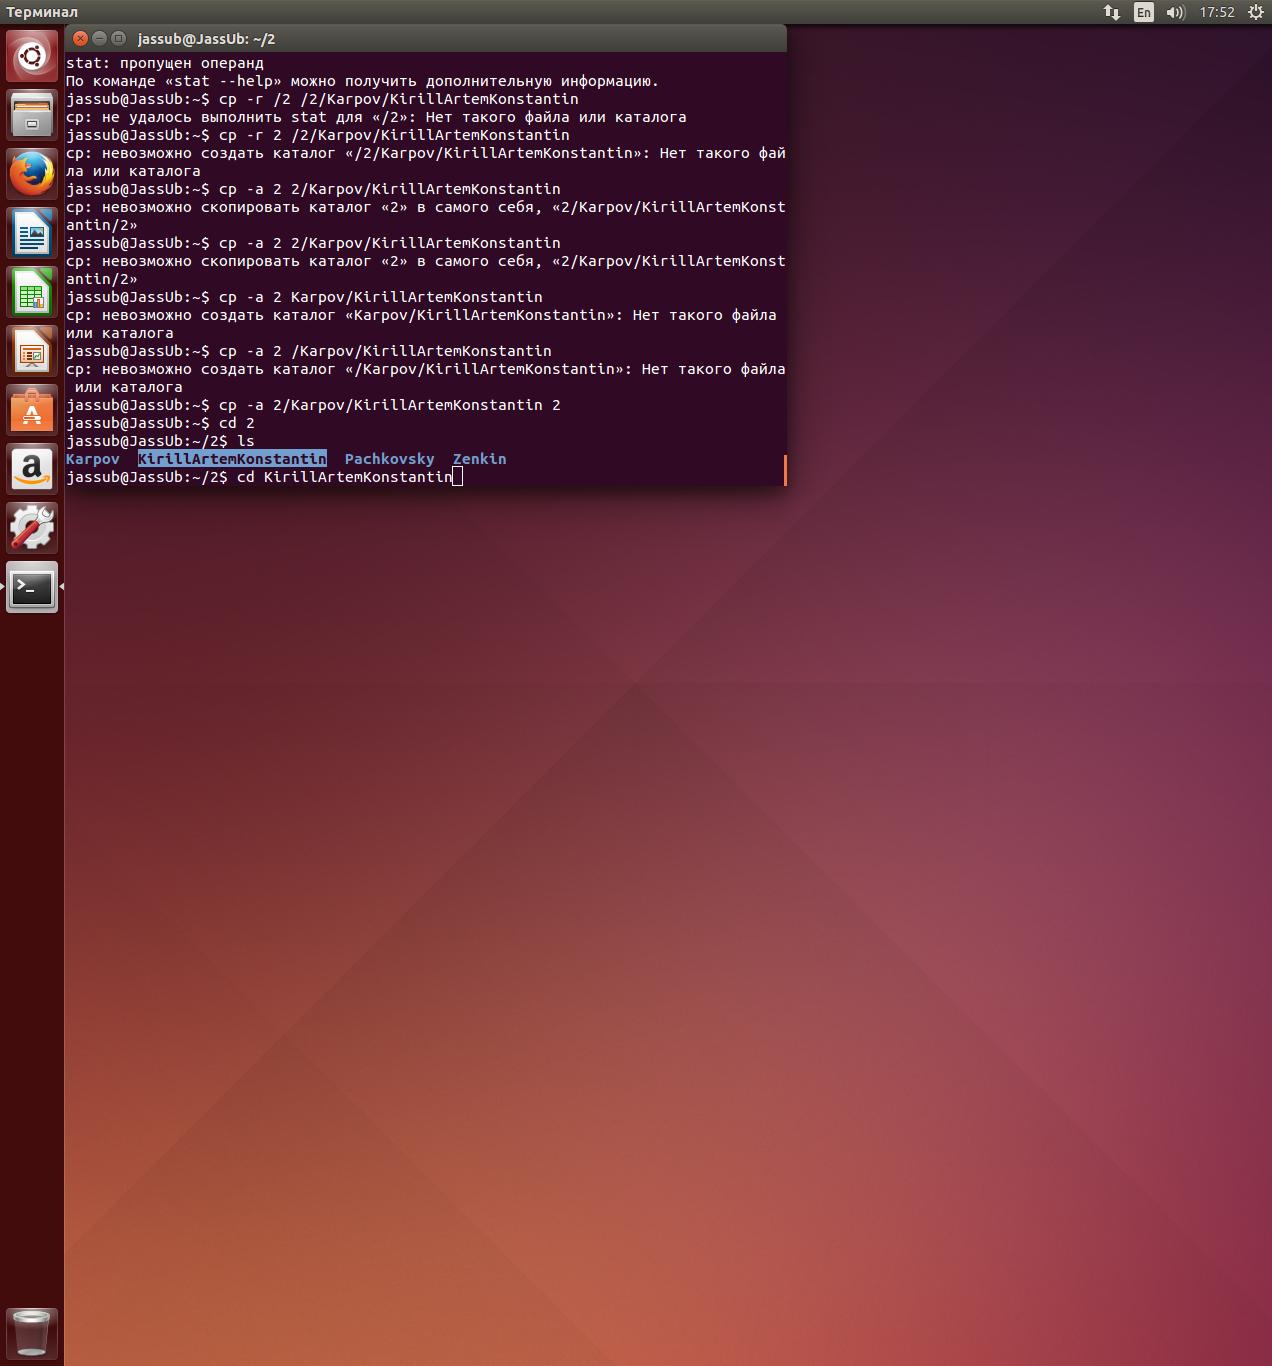 Терминал
En
17:52
jassub@JassUb: ~/2
stat: пропущен операнд
По команде «stat --help» можно получить дополнительную информацию.
jassub@JassUb:~$ cp -r /2 /2/Karpov/KirillArtemKonstantin
cp: не удалось выполнить stat для «/2»: Нет такого файла или каталога
jassub@JassUb:~$ cp -r 2 /2/Karpov/KirillArtemKonstantin
cp: невозможно создать каталог «/2/Karpov/KirillArtemKonstantin»: Нет такого фай
ла или каталога
jassub@JassUb:~$ cp -a 2 2/Karpov/KirillArtemKonstantin
cp: невозможно скопировать каталог «2» в самого себя, «2/Karpov/KirillArtemKonst
antin/2»
jassub@JassUb:~$ cp -a 2 2/Karpov/KirillArtemKonstantin
cp: невозможно скопировать каталог «2» в самого себя, «2/Karpov/KirillArtemKonst
antin/2»
jassub@JassUb:~$ cp -a 2 Karpov/KirillArtemKonstantin
cp: невозможно создать каталог «Karpov/KirillArtemKonstantin»: Нет такого файла
или каталога
jassub@JassUb:~$ cp -a 2 /Karpov/KirillArtemKonstantin
cp: невозможно создать каталог «/Karpov/KirillArtemKonstantin»: Нет такого файла
 или каталога
jassub@JassUb:~$ cp -a 2/Karpov/KirillArtemKonstantin 2
jassub@JassUb:~$ cd 2
jassub@JassUb:~/2$ ls
Karpov  KirillArtemKonstantin  Pachkovsky  Zenkin
jassub@JassUb:~/2$ cd KirillArtemKonstantin